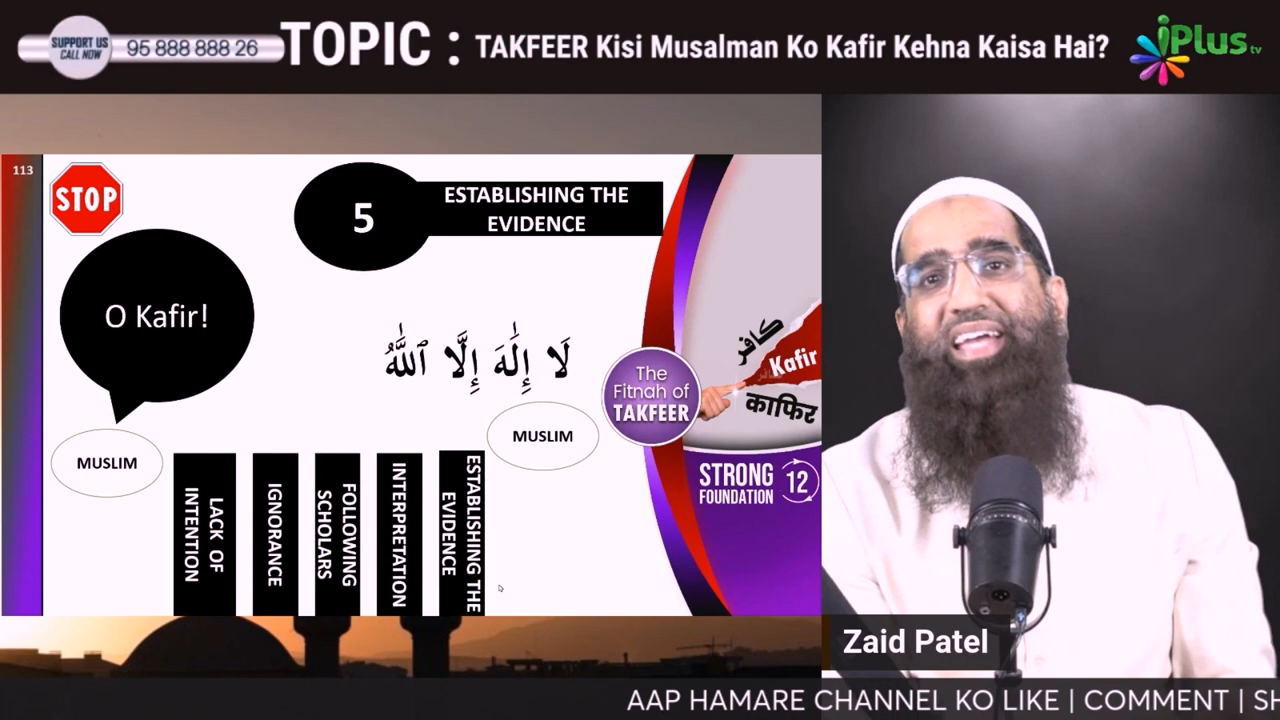 SUPPORT US
CALL NOW
95 888 888 26
TOPIC :
TAKFEER Kisi Musalman Ko Kafir Kehna Kaisa Hai?
iPlus tv
113
STOP
5
ESTABLISHING THE
EVIDENCE
O Kafir!
لَا إِلَٰهَ إِلَّا ٱللَّٰهُ
MUSLIM
MUSLIM
LACK OF
INTENTION
IGNORANCE
FOLLOWING
SCHOLARS
INTERPRETATION
ESTABLISHING THE
EVIDENCE
The
Fitnah of
TAKFEER
كافر
Kafir
काफिर
STRONG
FOUNDATION
12
Zaid Patel
AAP HAMARE CHANNEL KO LIKE | COMMENT | SH